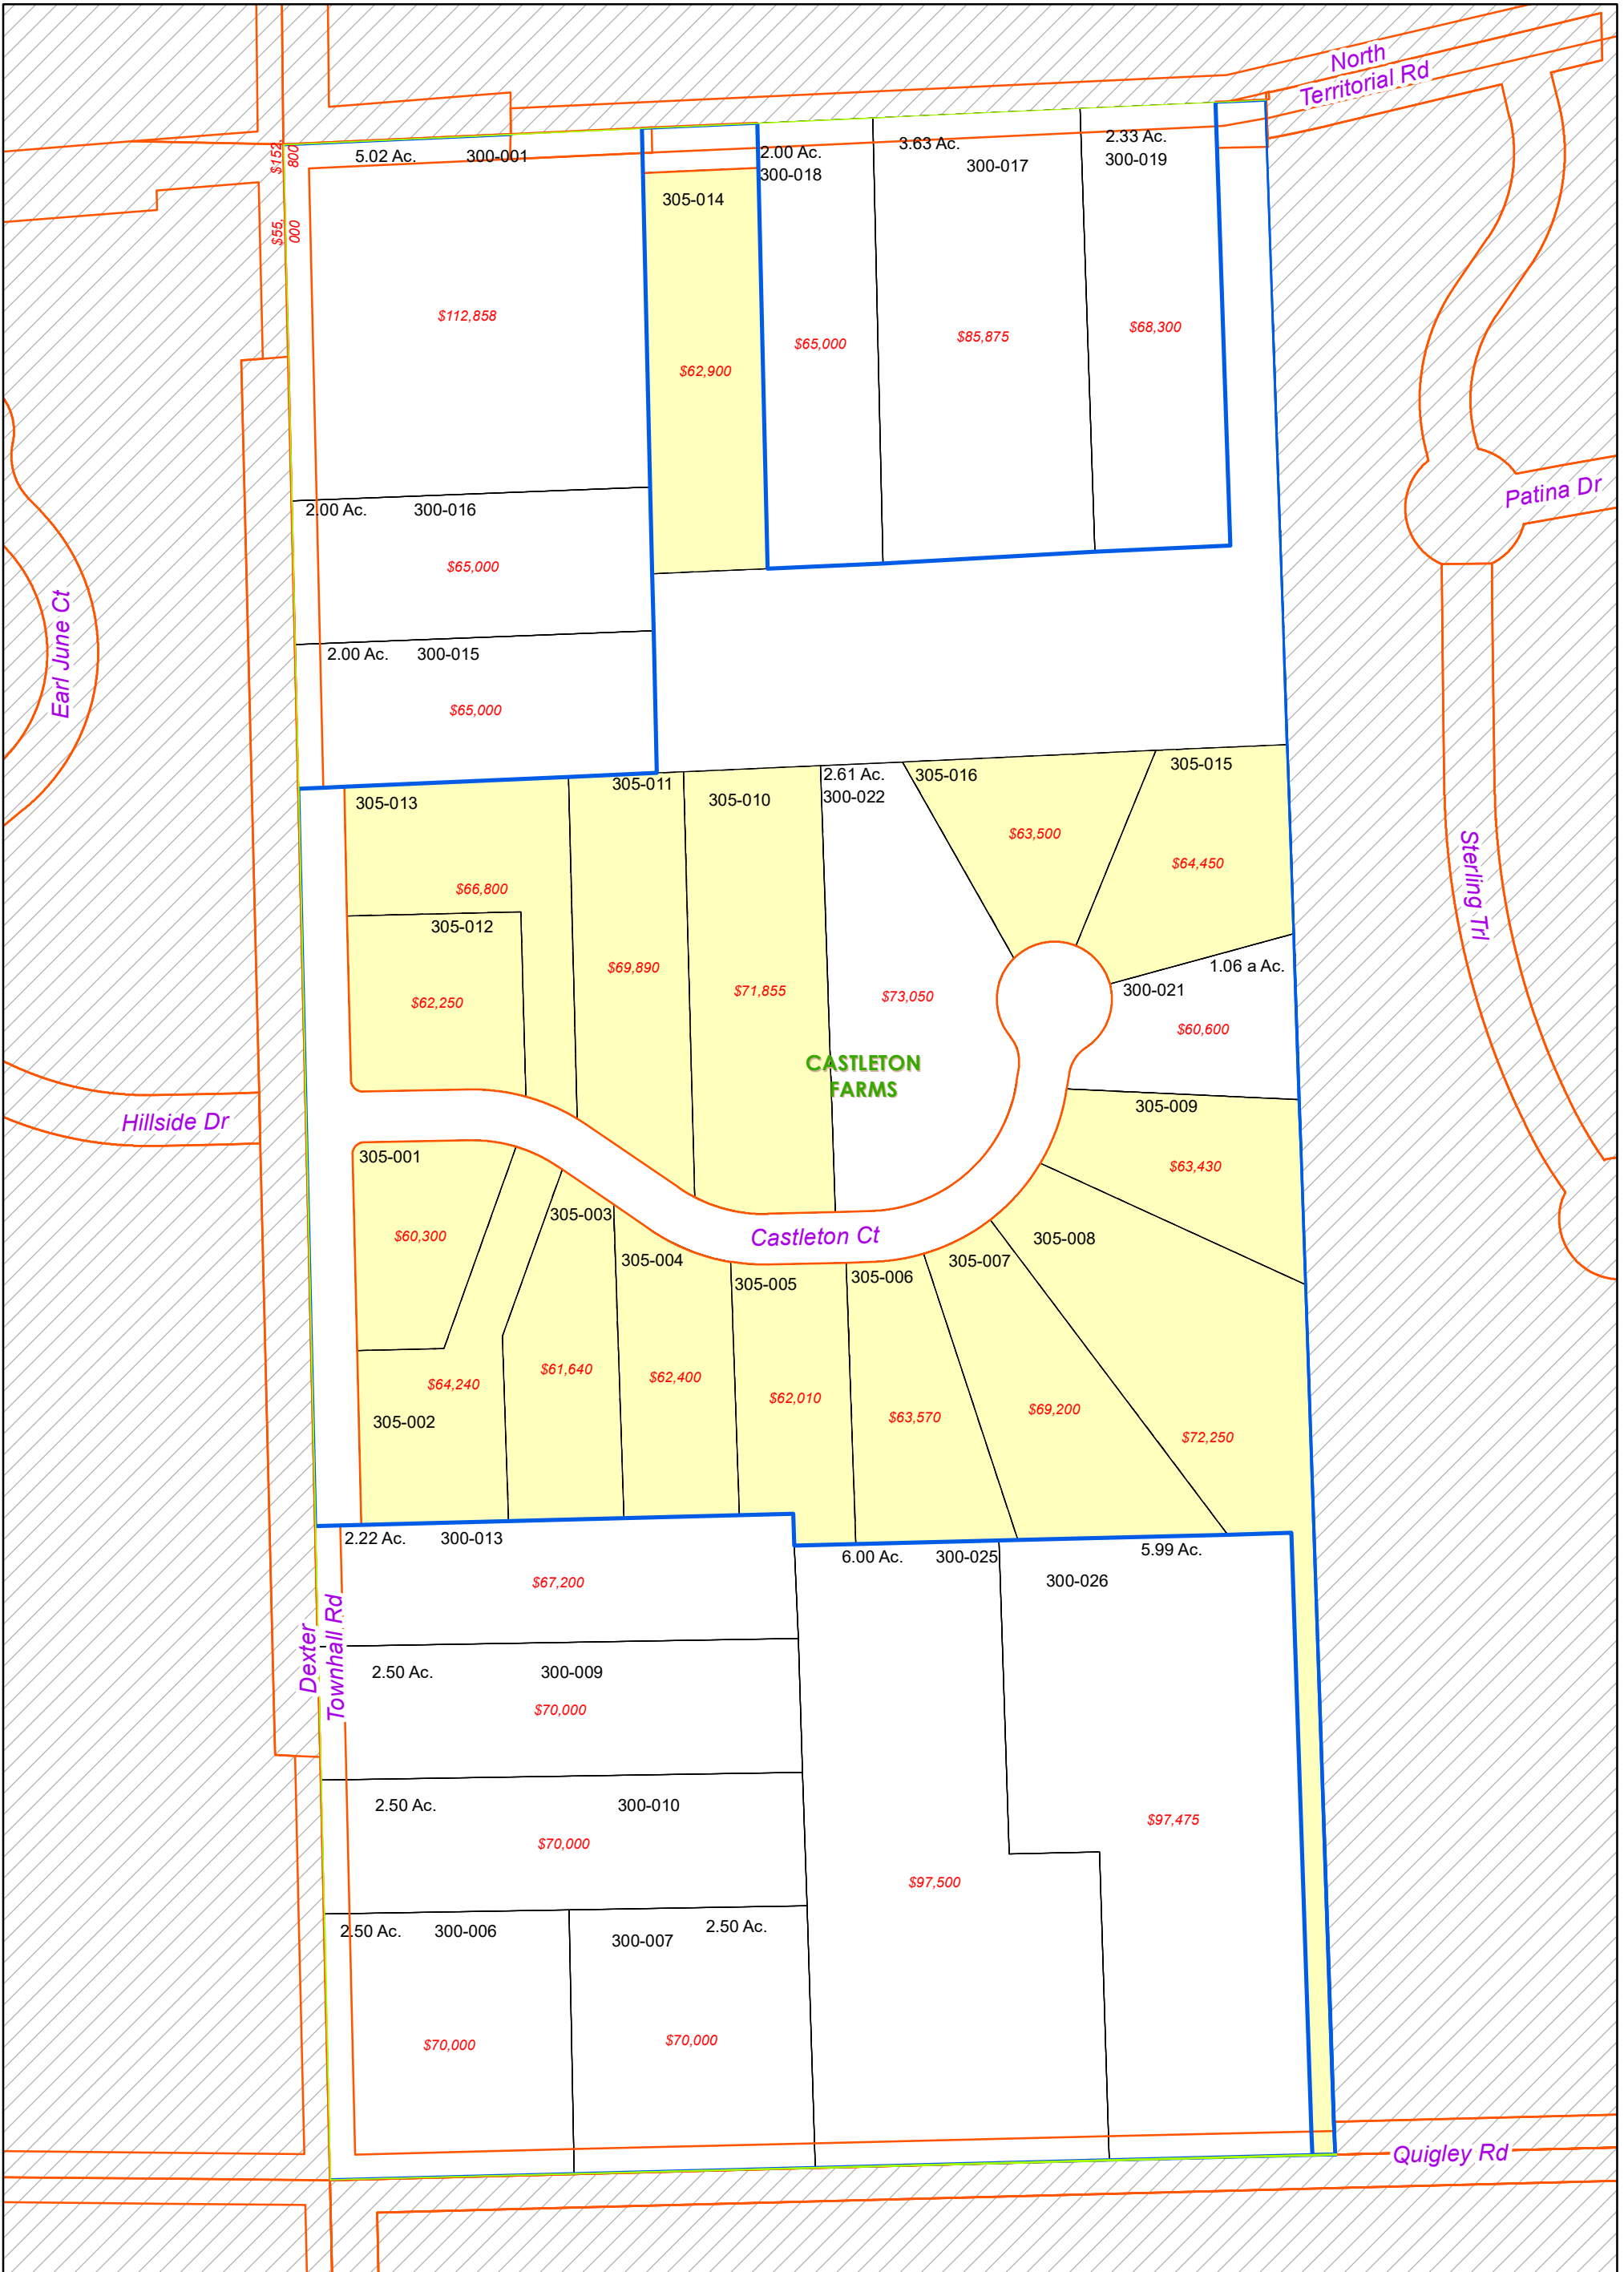 North
Territorial Rd
$152,
800
5.02 Ac. 300-001
2.00 Ac.
300-018
3.63 Ac.
300-017
2.33 Ac.
300-019
305-014
$55,
000
$112,858
$62,900
$65,000
$85,875
$68,300
Patina Dr
2.00 Ac. 300-016
$65,000
Earl June Ct
2.00 Ac. 300-015
$65,000
305-013
305-011
305-010
2.61 Ac.
300-022
305-016
305-015
$63,500
$64,450
$66,800
305-012
$62,250
$69,890
$71,855
$73,050
1.06 a Ac.
300-021
$60,600
Sterling Trl
CASTLETON
FARMS
Hillside Dr
305-009
$63,430
305-001
$60,300
305-003
305-004
305-005
Castleton Ct
305-006
305-007
305-008
$64,240
305-002
$61,640
$62,400
$62,010
$63,570
$69,200
$72,250
2.22 Ac. 300-013
$67,200
6.00 Ac. 300-025
5.99 Ac.
300-026
Dexter
Townhall Rd
2.50 Ac. 300-009
$70,000
2.50 Ac. 300-010
$70,000
$97,475
$97,500
2.50 Ac. 300-006
300-007 2.50 Ac.
$70,000
$70,000
Quigley Rd